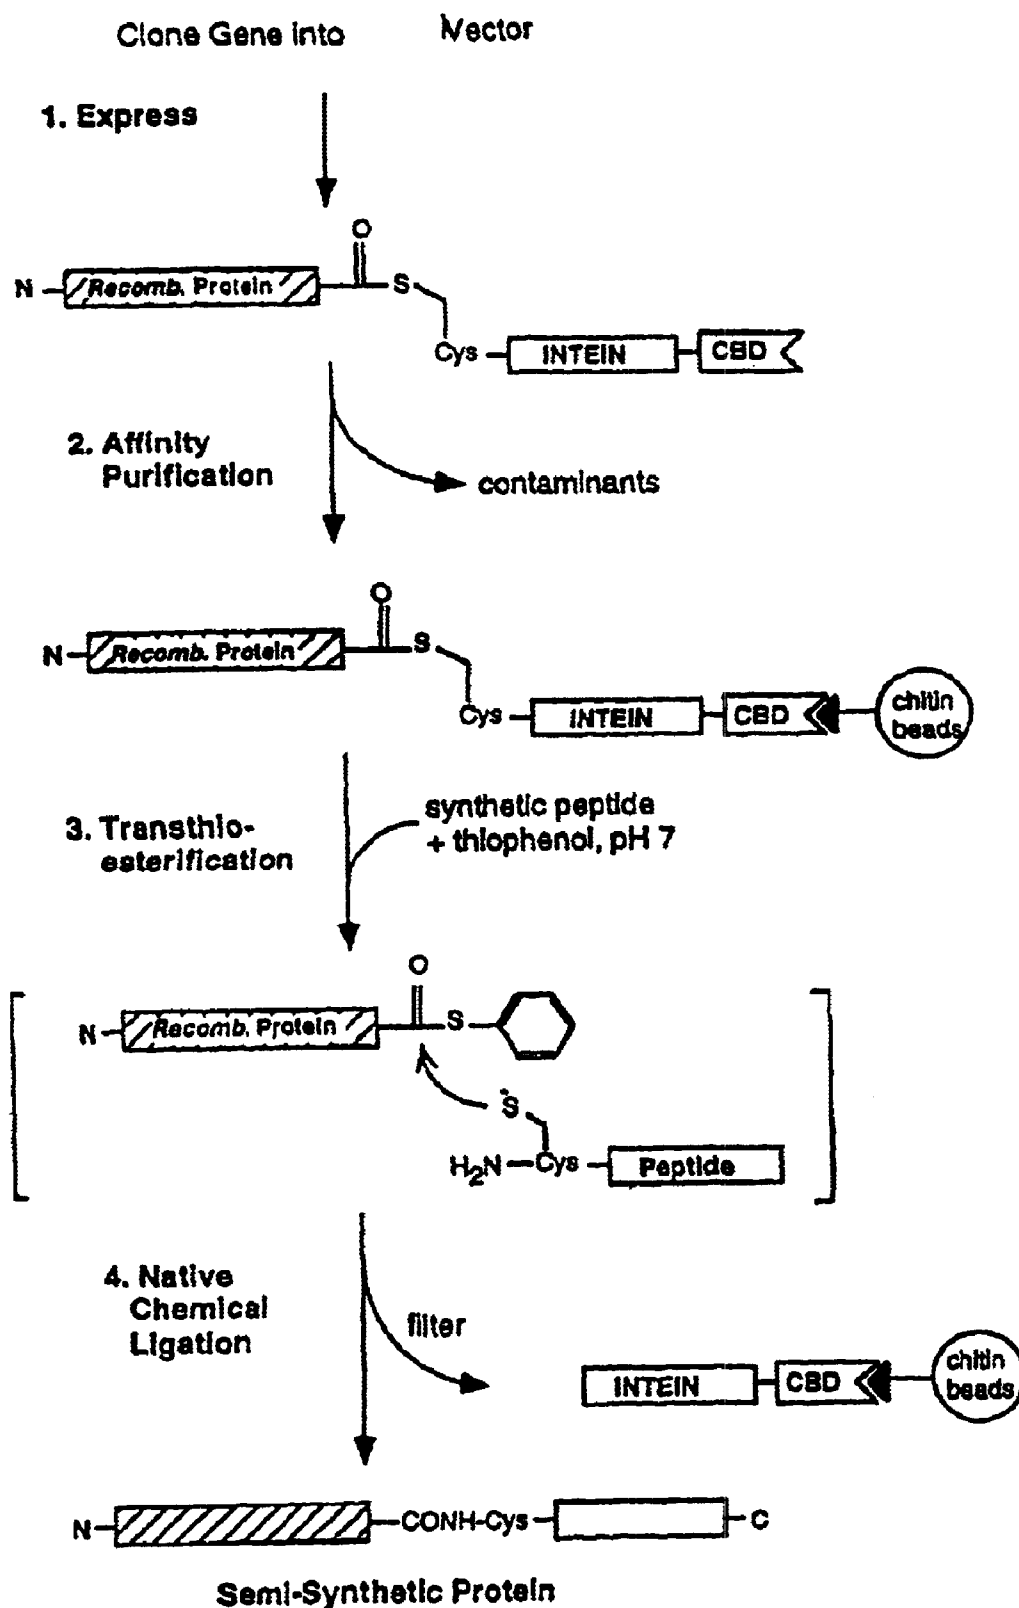 Clone Gene into Vector
1. Express
O
N
Recomb. Protein
S
Cys
INTEIN
CBD
2. Affinity
Purification
contaminants
O
N
Recomb. Protein
S
Cys
INTEIN
CBD
chitin
beads
3. Transthio-
esterification
synthetic peptide
+ thiophenol, pH 7
O
N
Recomb. Protein
S
S
H2N
Cys
Peptide
4. Native
Chemical
Ligation
filter
INTEIN
CBD
chitin
beads
N
CONH-Cys
C
Semi-Synthetic Protein